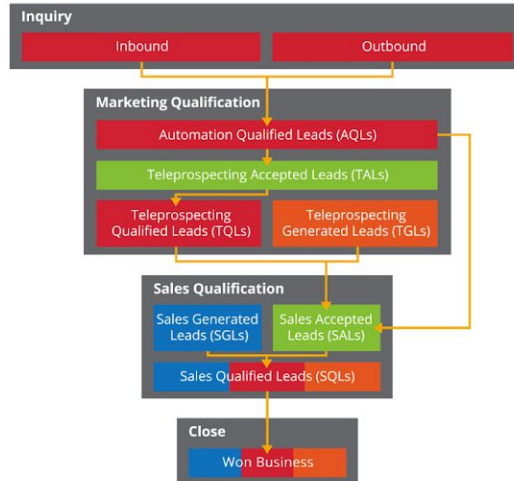 Inquiry
Inbound
Outbound
Marketing Qualification
Automation Qualified Leads (AQLs)
Teleprospecting Accepted Leads (TALs)
Teleprospecting
Qualified Leads (TQLs)
Teleprospecting
Generated Leads (TGLs)
Sales Qualification
Sales Generated
Leads (SGLs)
Sales Accepted
Leads (SALs)
Sales Qualified Leads (SQLs)
Close
Won Business